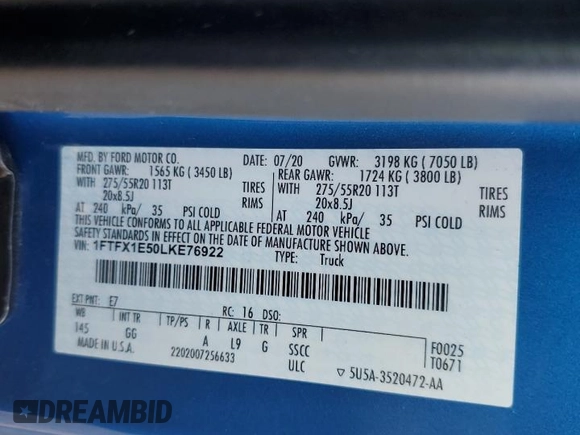 MFD. BY FORD MOTOR CO.
07/20 GVWR: 3198 KG ( 7050 LB)
FRONT GAWR: 1565 KG ( 3450 LB)
REAR GAWR: 1724 KG ( 3800 LB)
WITH 275/55R20 113T TIRES
WITH 275/55R20 113T TIRES
20x8.5J RIMS
20x8.5J RIMS
AT 240 kPa/ 35 PSI COLD
AT 240 kPa/ 35 PSI COLD
THIS VEHICLE CONFORMS TO ALL APPLICABLE FEDERAL MOTOR VEHICLE
SAFETY STANDARDS IN EFFECT ON THE DATE OF MANUFACTURE SHOWN ABOVE.
VIN: 1FTFX1E50LKE76922
TYPE: Truck
EXT PNT: E7 RC: 16 DSO:
WB INT TR TP/PS R AXLE TR SPR
145 GG A L9 G SSCC
F0025
T0671
MADE IN U.S.A. 2202007256633 ULC
▽ 5U5A-3520472-AA
DREAMBID